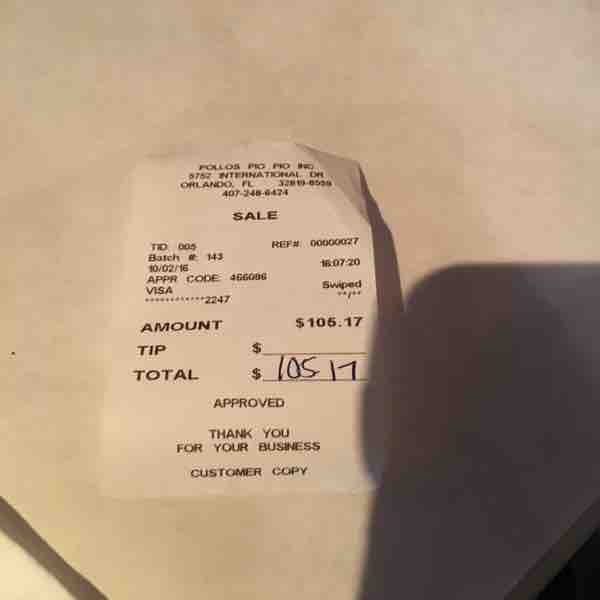 POLLOS PIO PIO INC
5752 INTERNATIONAL DR
ORLANDO, FL 32819-8559
407-248-6424
SALE
TID: 005 REF#: 00000027
Batch #: 143
10/02/16 16:07:20
APPR CODE: 466086
VISA Swiped
************2247 **/**
AMOUNT $105.17
TIP $
TOTAL $ 105 17
APPROVED
THANK YOU
FOR YOUR BUSINESS
CUSTOMER COPY